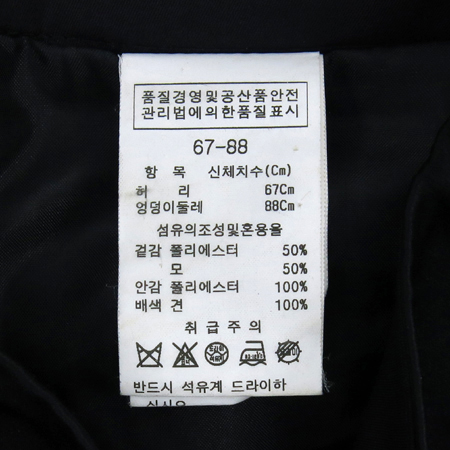 품질경영및공산품안전
관리법에의한품질표시
67-88
항 목 신체치수(Cm)
허 리 67Cm
엉덩이둘레 88Cm
섬유의조성및혼용율
겉감 폴리에스터 50%
모 50%
안감 폴리에스터 100%
배색 견 100%
취급주의
반드시 석유계 드라이하
십시오